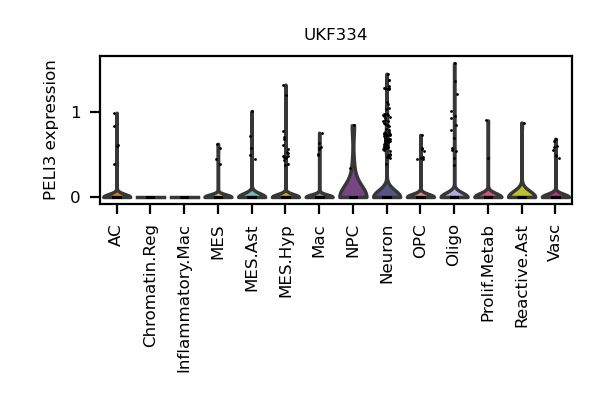 UKF334
PELI3 expression
1
0
AC
Chromatin.Reg
Inflammatory.Mac
MES
MES.Ast
MES.Hyp
Mac
NPC
Neuron
OPC
Oligo
Prolif.Metab
Reactive.Ast
Vasc